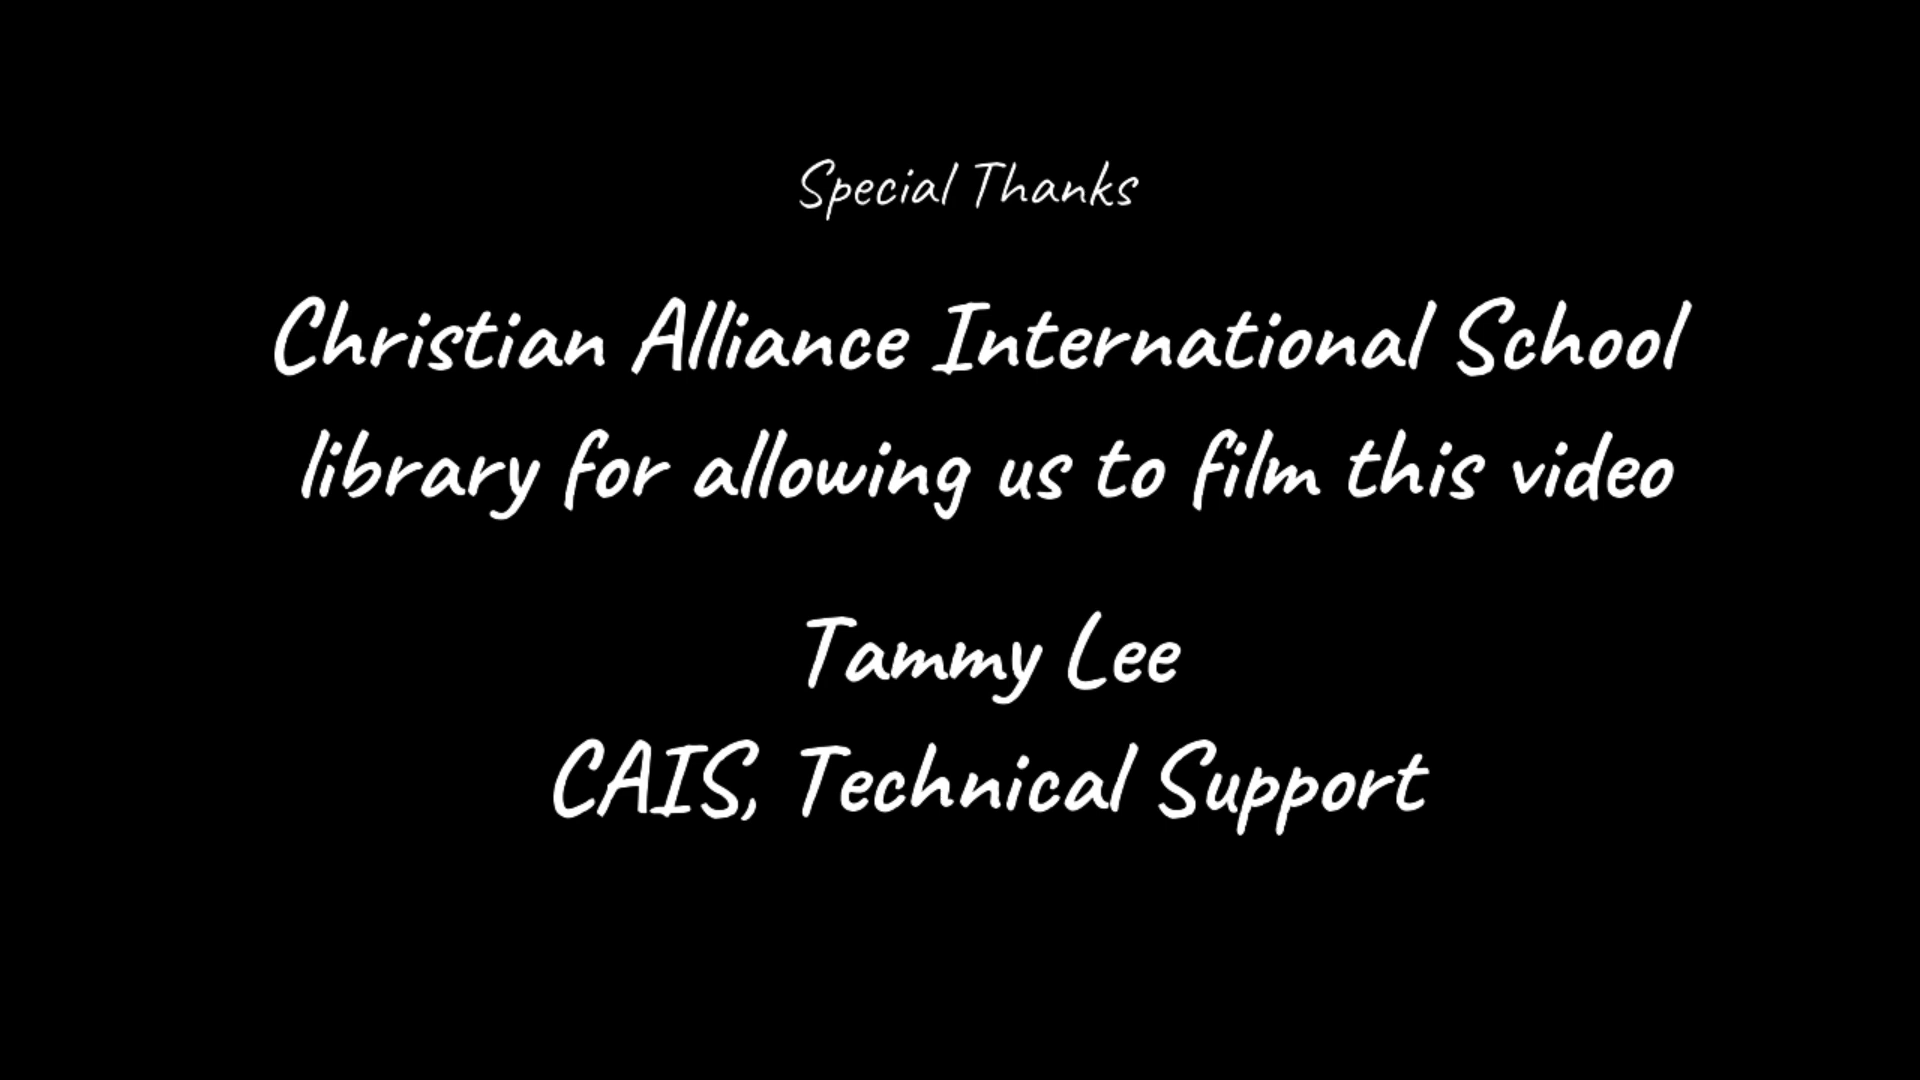 Special Thanks
Christian Alliance International School
library for allowing us to film this video
Tammy Lee
CAIS, Technical Support